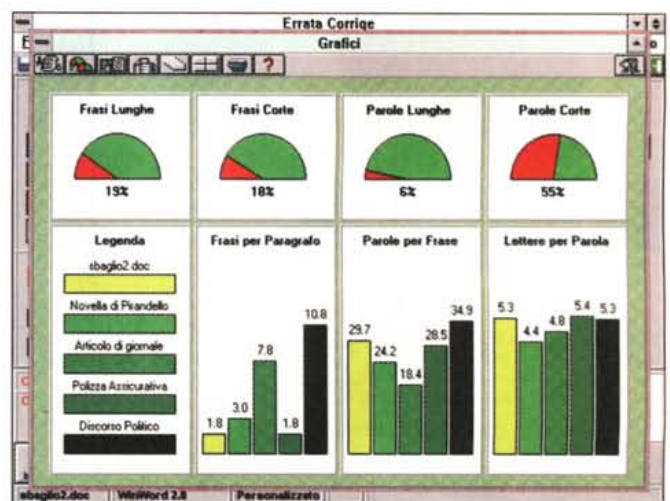 Errata Corrige
Grafici
?
Frasi Lunghe
19%
Frasi Corte
18%
Parole Lunghe
6%
Parole Corte
55%
Legenda
sbaglio2.doc
Novella di Pirandello
Articolo di giornale
Polizza Assicurativa
Discorso Politico
Frasi per Paragrafo
1.8 3.0 7.8 1.8 10.8
Parole per Frase
29.7 24.2 18.4 28.5 34.9
Lettere per Parola
5.3 4.4 4.8 5.4 5.3
sbaglio2.doc WinWord 2.0 Personalizzato